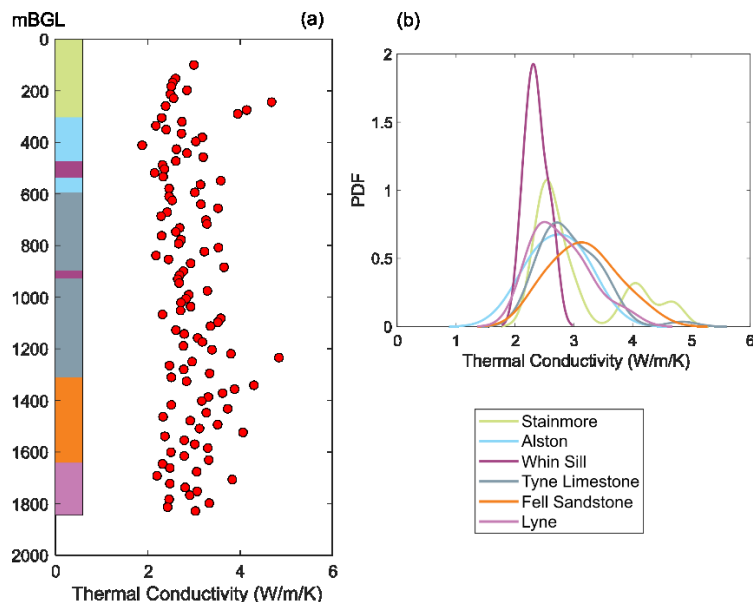 mBGL
(a)
0
200
400
600
800
1000
1200
1400
1600
1800
2000
0
2
4
6
Thermal Conductivity (W/m/K)
(b)
2
1.5
1
0.5
0
PDF
0
1
2
3
4
5
6
Thermal Conductivity (W/m/K)
Stainmore
Alston
Whin Sill
Tyne Limestone
Fell Sandstone
Lyne